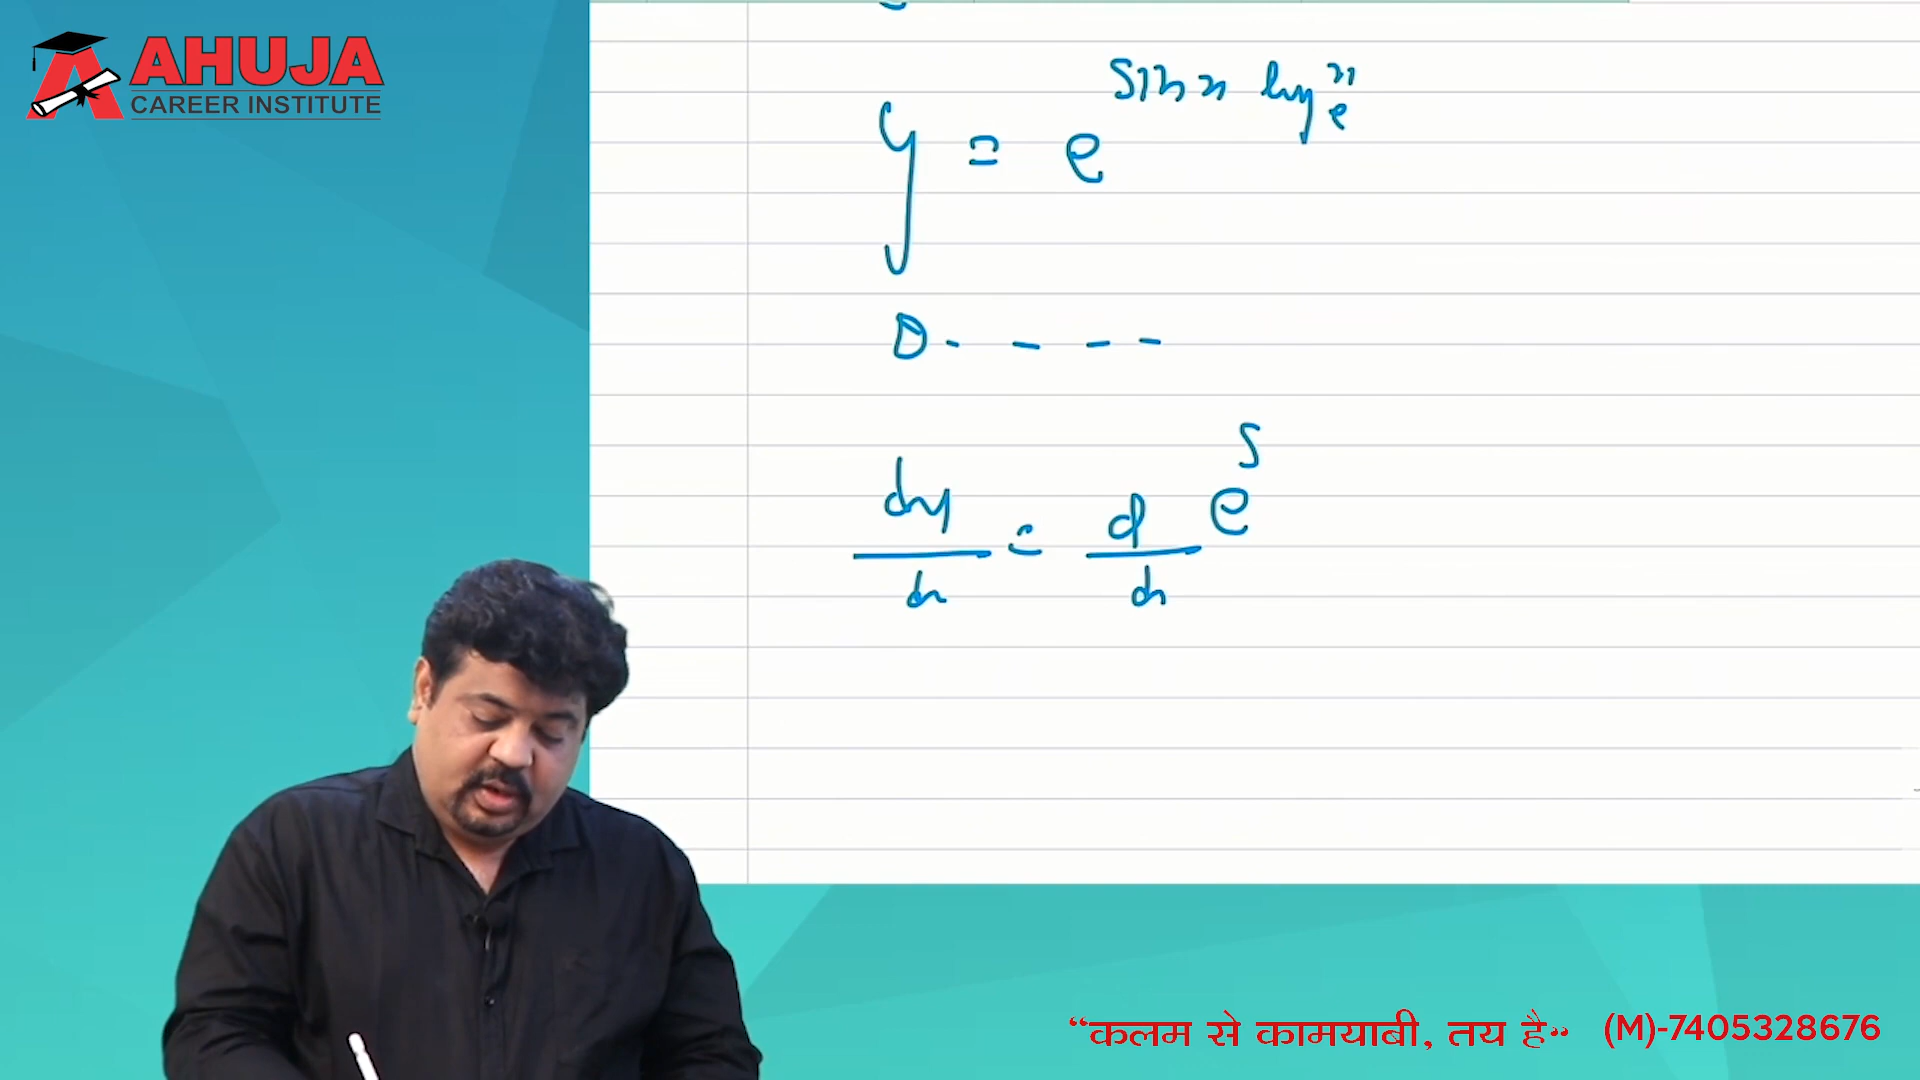 AHUJA
CAREER INSTITUTE
y = e^{sin x log_e x}
D. - - -
dy/dx = d/dx e^S
“कलम से कामयाबी, तय है” (M)-7405328676